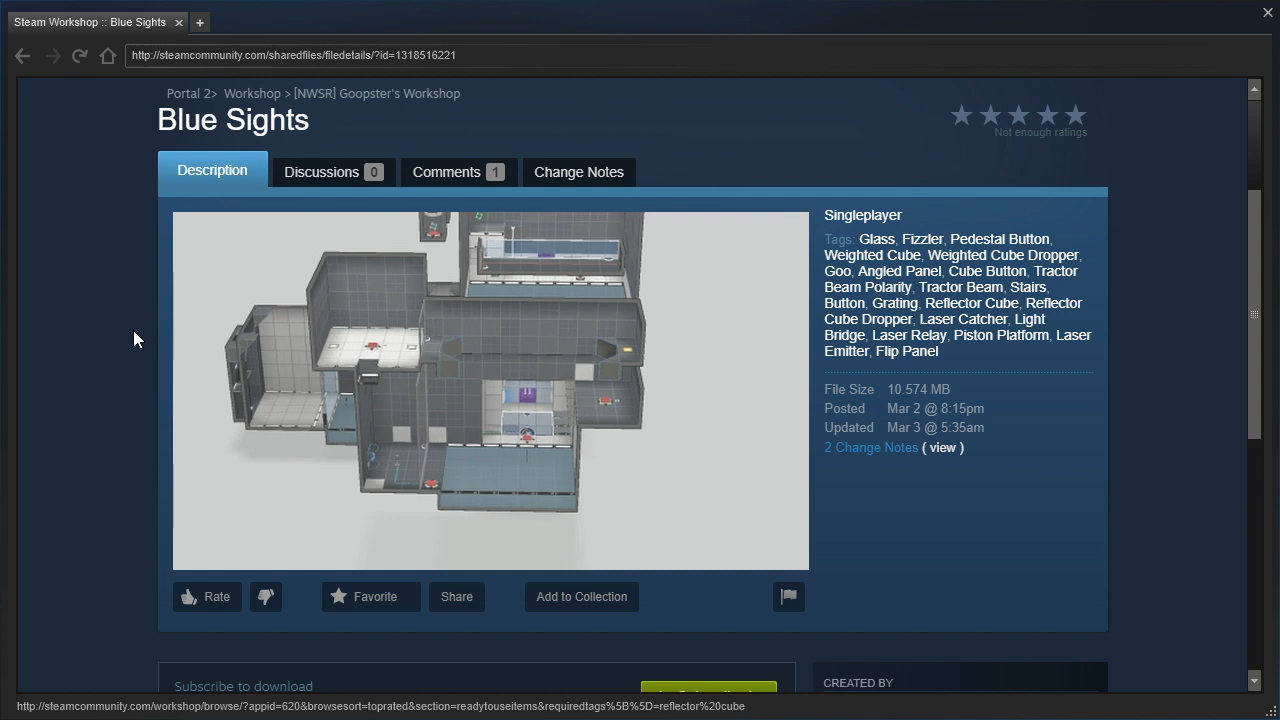 Steam Workshop :: Blue Sights
http://steamcommunity.com/sharedfiles/filedetails/?id=1318516221
Portal 2> Workshop > [NWSR] Goopster's Workshop
Blue Sights
Not enough ratings
Description
Discussions 0
Comments 1
Change Notes
Singleplayer
Tags: Glass, Fizzler, Pedestal Button,
Weighted Cube, Weighted Cube Dropper,
Goo, Angled Panel, Cube Button, Tractor
Beam Polarity, Tractor Beam, Stairs,
Button, Grating, Reflector Cube, Reflector
Cube Dropper, Laser Catcher, Light
Bridge, Laser Relay, Piston Platform, Laser
Emitter, Flip Panel
File Size 10.574 MB
Posted Mar 2 @ 8:15pm
Updated Mar 3 @ 5:35am
2 Change Notes ( view )
Rate
Favorite
Share
Add to Collection
Subscribe to download
CREATED BY
http://steamcommunity.com/workshop/browse/?appid=620&browsesort=toprated&section=readytouseitems&requiredtags%5B%5D=reflector%20cube